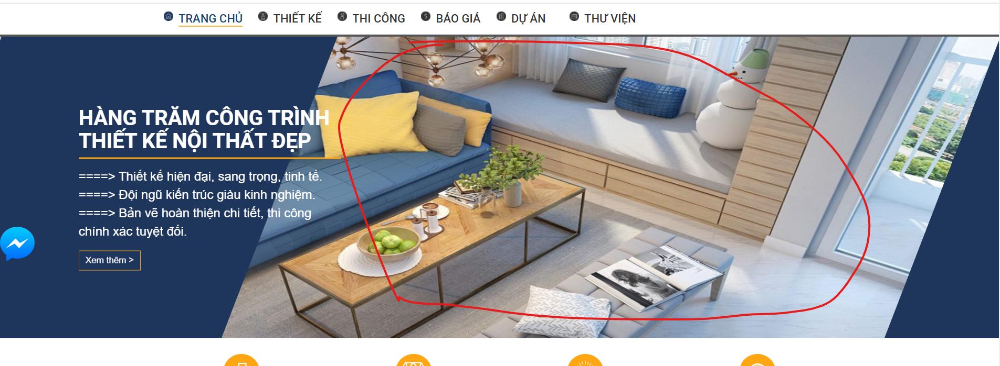 TRANG CHỦ THIẾT KẾ THI CÔNG BÁO GIÁ DỰ ÁN THƯ VIỆN
HÀNG TRĂM CÔNG TRÌNH
THIẾT KẾ NỘI THẤT ĐẸP
====> Thiết kế hiện đại, sang trọng, tinh tế.
====> Đội ngũ kiến trúc giàu kinh nghiệm.
====> Bản vẽ hoàn thiện chi tiết, thi công
chính xác tuyệt đối.
Xem thêm >